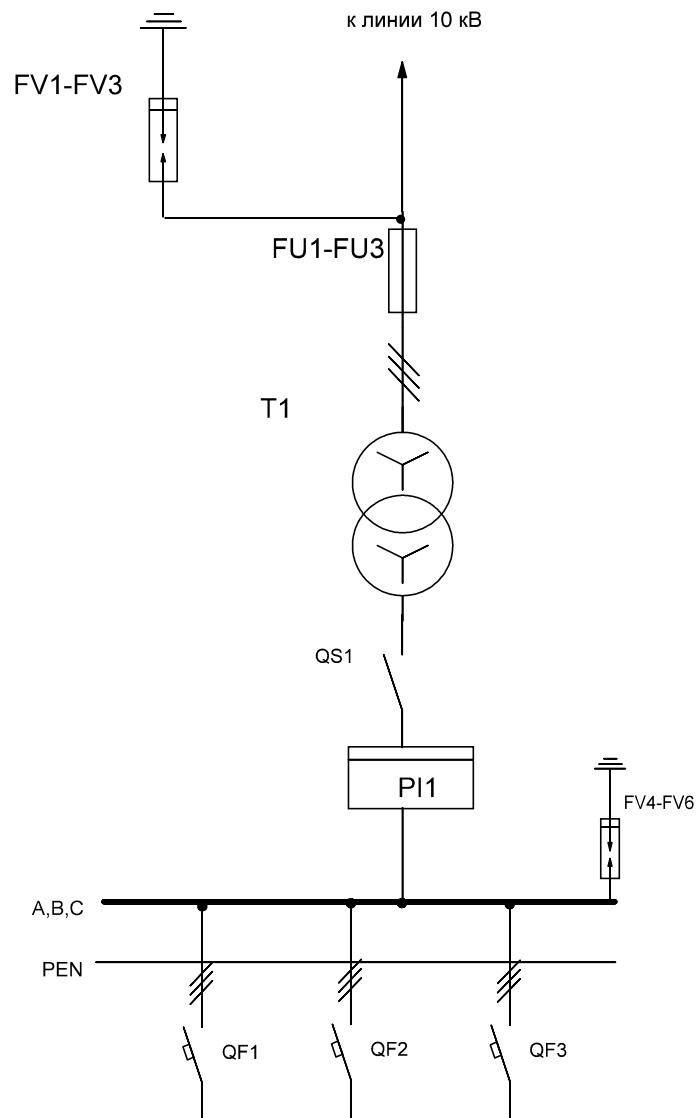 к линии 10 кВ
FV1-FV3
FU1-FU3
T1
QS1
PI1
FV4-FV6
A,B,C
PEN
QF1
QF2
QF3